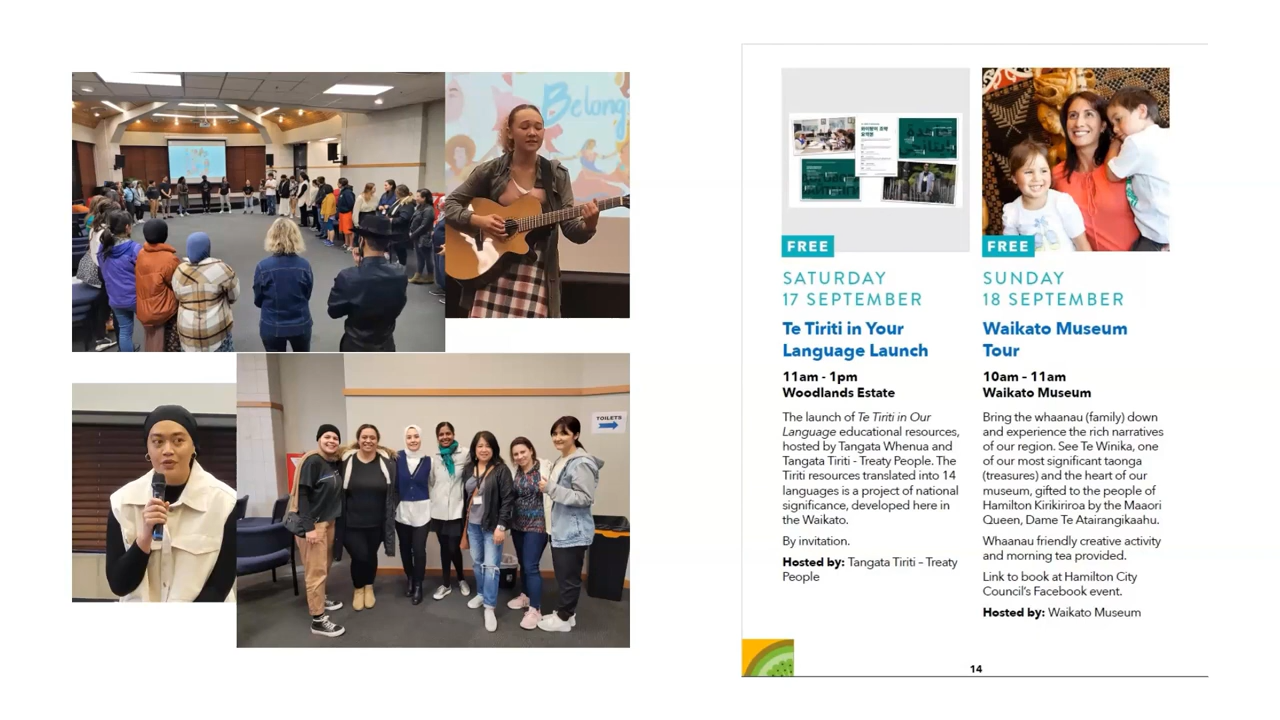 Belong
TOILETS
FREE
SATURDAY
17 SEPTEMBER
Te Tiriti in Your
Language Launch
11am - 1pm
Woodlands Estate
The launch of Te Tiriti in Our
Language educational resources,
hosted by Tangata Whenua and
Tangata Tiriti - Treaty People. The
Tiriti resources translated into 14
languages is a project of national
significance, developed here in
the Waikato.
By invitation.
Hosted by: Tangata Tiriti – Treaty
People
FREE
SUNDAY
18 SEPTEMBER
Waikato Museum
Tour
10am – 11am
Waikato Museum
Bring the whaanau (family) down
and experience the rich narratives
of our region. See Te Winika, one
of our most significant taonga
(treasures) and the heart of our
museum, gifted to the people of
Hamilton Kirikiriroa by the Maaori
Queen, Dame Te Atairangikaahu.
Whaanau friendly creative activity
and morning tea provided.
Link to book at Hamilton City
Council's Facebook event.
Hosted by: Waikato Museum
14